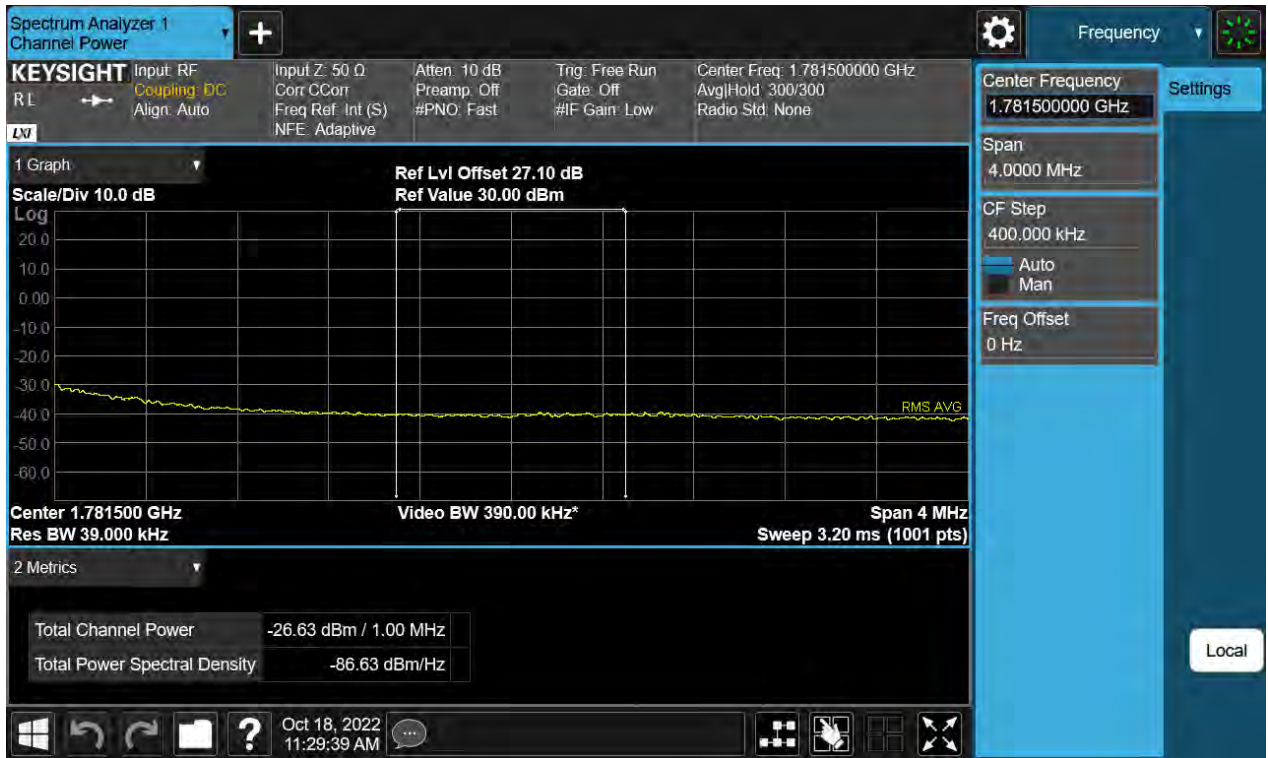 Spectrum Analyzer 1
Channel Power
Frequency
KEYSIGHT
RL
LXI
Input: RF
Coupling: DC
Align: Auto
Input Z: 50 Ω
Corr CCorr
Freq Ref: Int (S)
NFE: Adaptive
Atten: 10 dB
Preamp: Off
#PNO: Fast
Trig: Free Run
Gate: Off
#IF Gain: Low
Center Freq: 1.781500000 GHz
Avg|Hold: 300/300
Radio Std: None
1 Graph
Scale/Div 10.0 dB
Ref Lvl Offset 27.10 dB
Ref Value 30.00 dBm
Log
20.0
10.0
0.00
-10.0
-20.0
-30.0
-40.0
-50.0
-60.0
RMS AVG
Center 1.781500 GHz
Video BW 390.00 kHz*
Span 4 MHz
Res BW 39.000 kHz
Sweep 3.20 ms (1001 pts)
2 Metrics
Total Channel Power -26.63 dBm / 1.00 MHz
Total Power Spectral Density -86.63 dBm/Hz
Oct 18, 2022
11:29:39 AM
Center Frequency
1.781500000 GHz
Settings
Span
4.0000 MHz
CF Step
400.000 kHz
Auto
Man
Freq Offset
0 Hz
Local